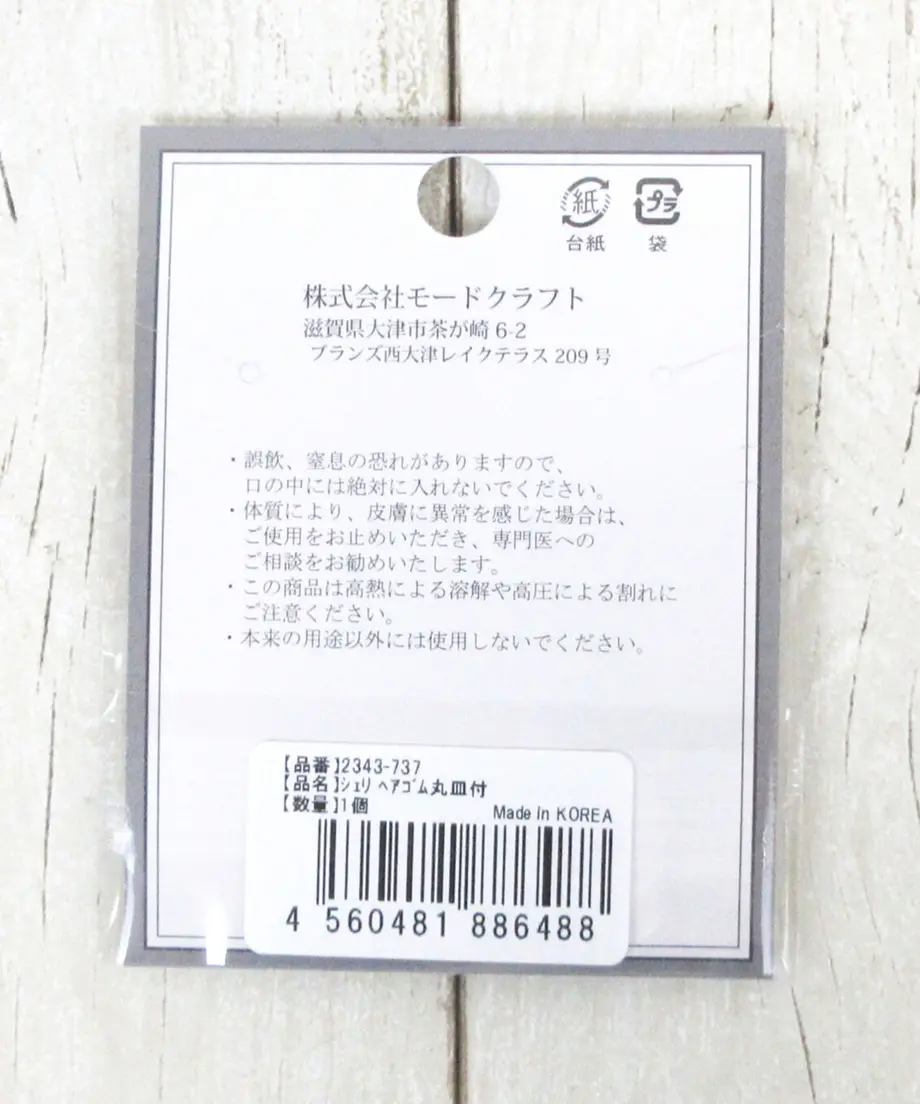 紙 プラ
台紙 袋
株式会社モードクラフト
滋賀県大津市茶が崎 6-2
ブランズ西大津レイクテラス 209 号
・誤飲、窒息の恐れがありますので、
口の中には絶対に入れないでください。
・体質により、皮膚に異常を感じた場合は、
ご使用をお止めいただき、専門医への
ご相談をお勧めいたします。
・この商品は高熱による溶解や高圧による割れに
ご注意ください。
・本来の用途以外には使用しないでください。
【品番】2343-737
【品名】ｼｪﾘ ヘアｺﾞﾑ丸皿付
【数量】1個
Made In KOREA
4 560481 886488